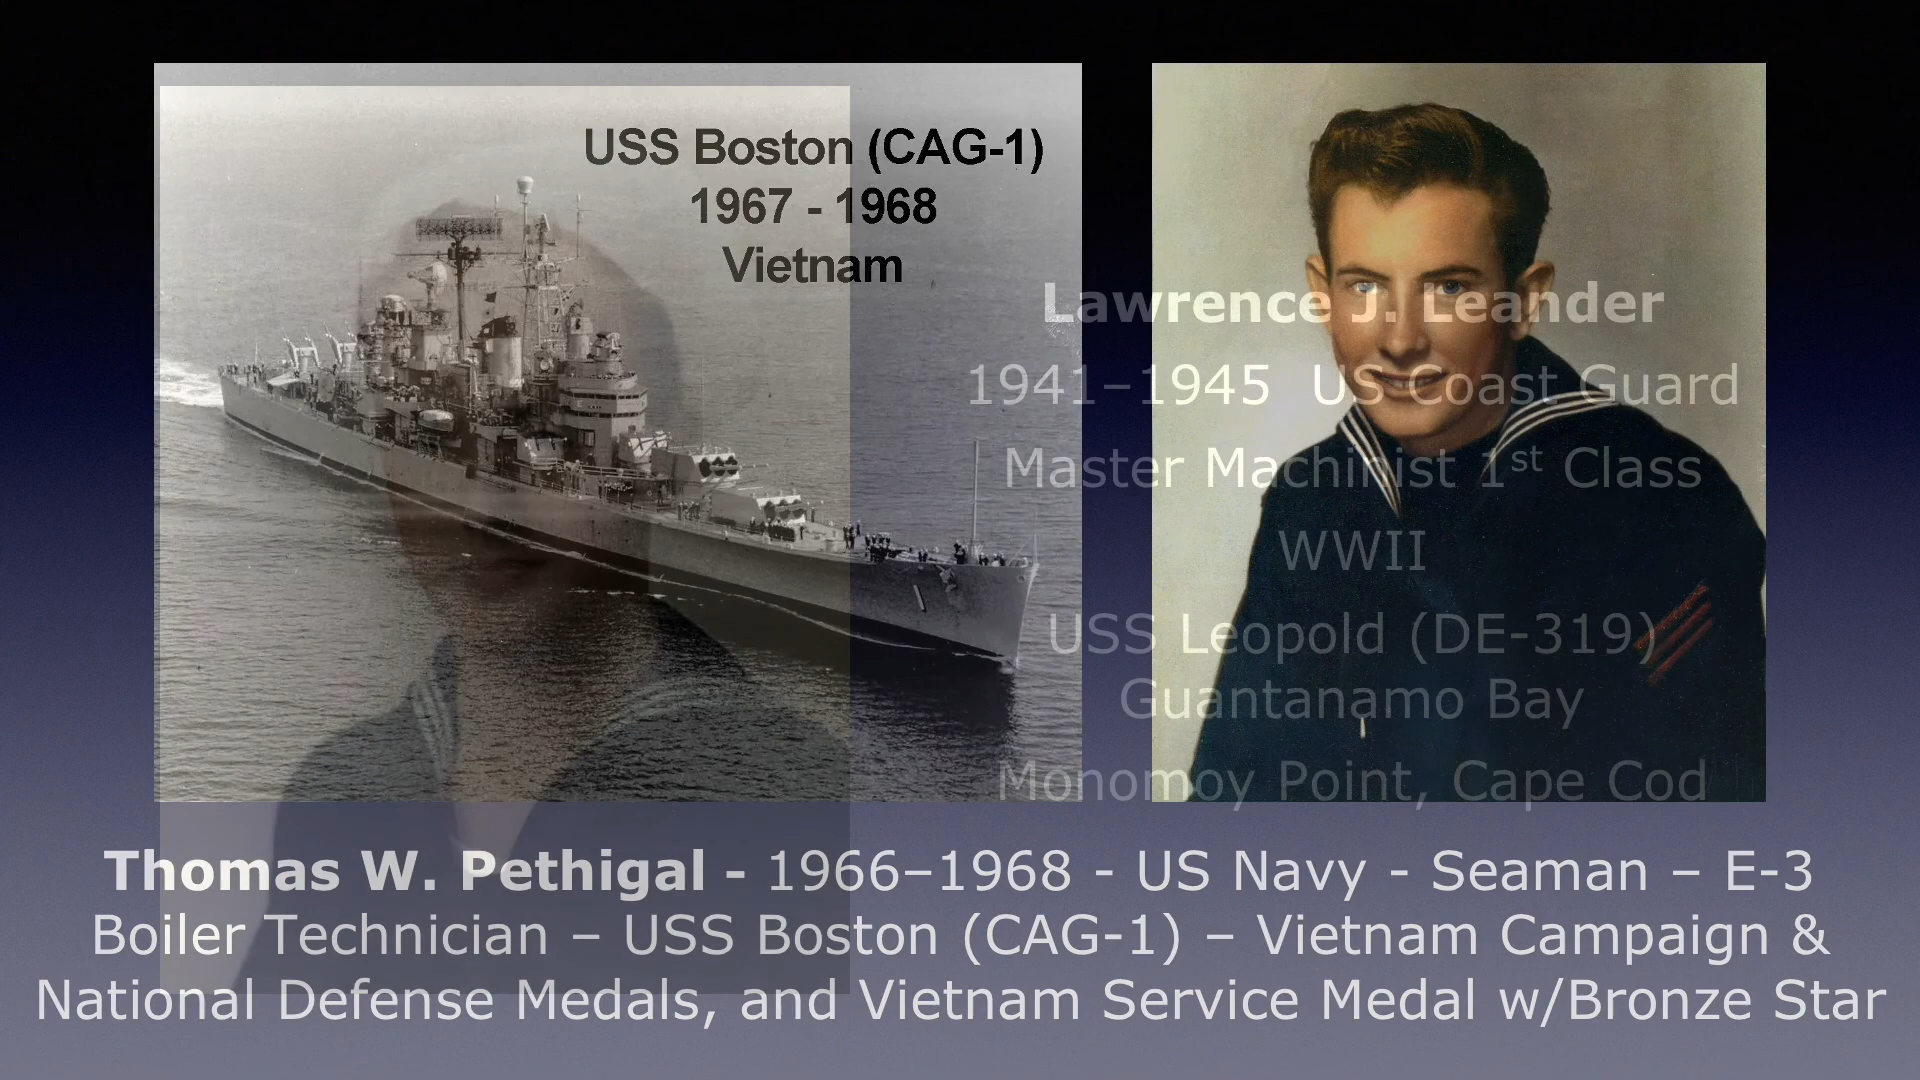 USS Boston (CAG-1)
1967 - 1968
Vietnam
Lawrence J. Leander
1941–1945 US Coast Guard
Master Machinist 1st Class
WWII
USS Leopold (DE-319)
Guantanamo Bay
Monomoy Point, Cape Cod
Thomas W. Pethigal - 1966–1968 - US Navy - Seaman – E-3
Boiler Technician – USS Boston (CAG-1) – Vietnam Campaign &
National Defense Medals, and Vietnam Service Medal w/Bronze Star